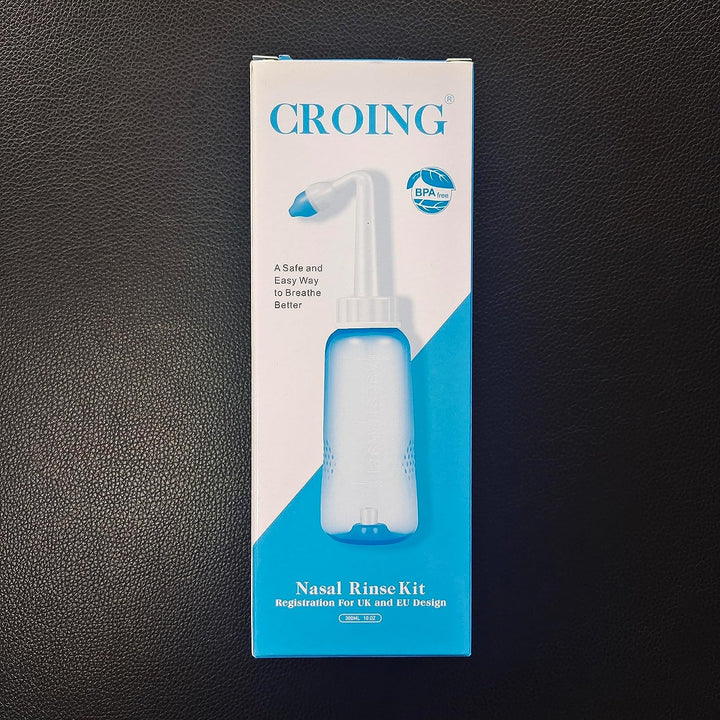 CROING®
BPA free
A Safe and
Easy Way
to Breathe
Better
Nasal Rinse Kit
Registration For UK and EU Design
300ML 10 OZ